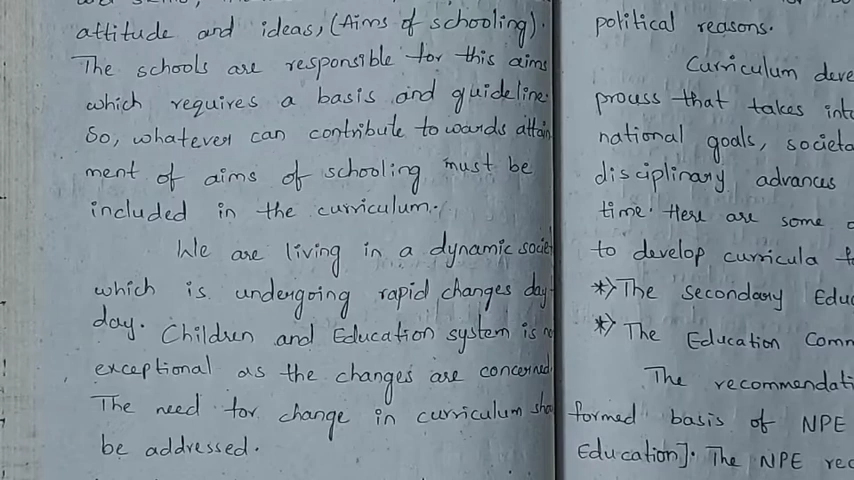 attitude and ideas, (Aims of schooling).
The schools are responsible for this aims
which requires a basis and guideline.
So, whatever can contribute to wards attain
ment of aims of schooling must be
included in the curriculum.
We are living in a dynamic
which is undergoing rapid changes day
day. Children and Education system is
exceptional as the changes are concerned.
The need for change in curriculum
be addressed.
political reasons.
Curriculum
process that takes
national goals,
disciplinary advances
time. Here are some
to develop curricula
*) The secondary
*) The Education
The
formed basis of NPE
Education]. The NPE